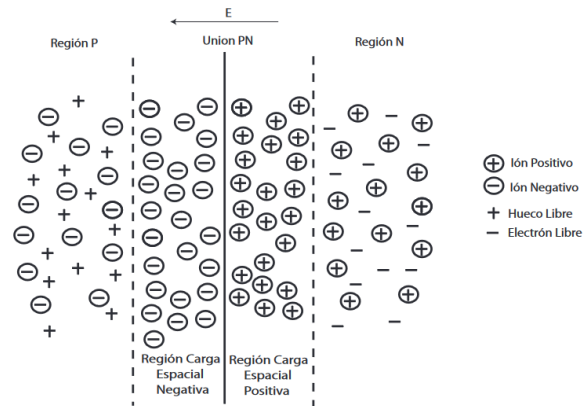 E
Región P
Union PN
Región N
Ión Positivo
Ión Negativo
Hueco Libre
Electrón Libre
Región Carga
Espacial
Negativa
Región Carga
Espacial
Positiva